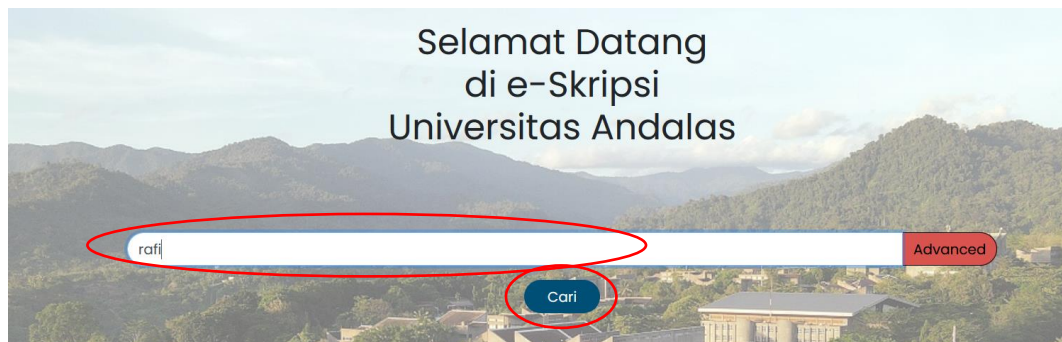 Selamat Datang
di e-Skripsi
Universitas Andalas
rafi
Advanced
Cari